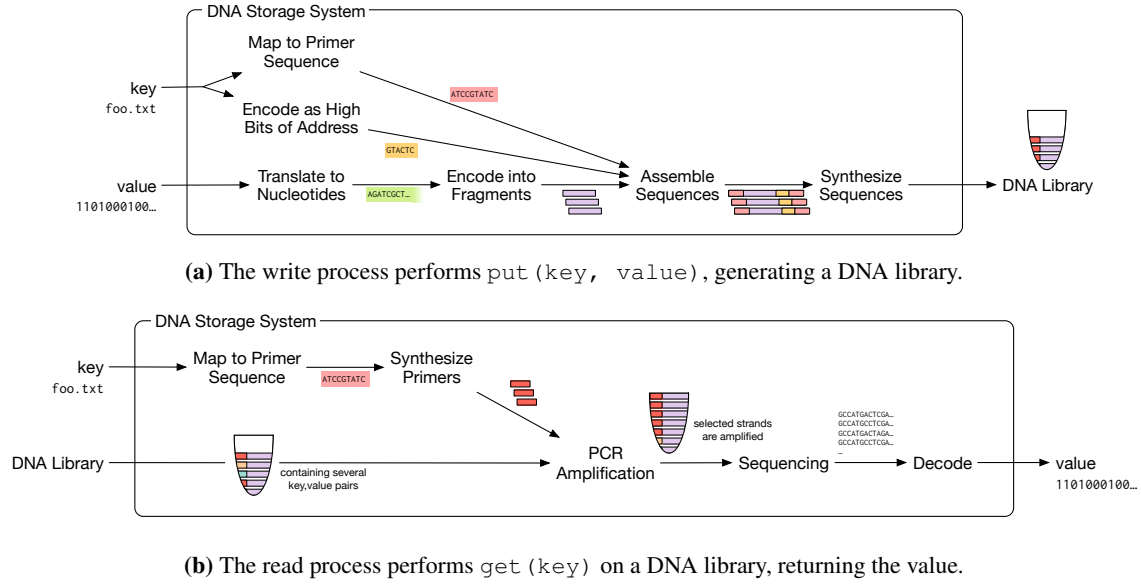 DNA Storage System
Map to Primer
Sequence
key
foo.txt
ATCCGTATC
Encode as High
Bits of Address
GTACTC
value
1101000100…
Translate to
Nucleotides
AGATCGCT…
Encode into
Fragments
Assemble
Sequences
Synthesize
Sequences
DNA Library
(a) The write process performs put(key, value), generating a DNA library.
DNA Storage System
key
foo.txt
Map to Primer
Sequence
ATCCGTATC
Synthesize
Primers
DNA Library
containing several
key,value pairs
PCR
Amplification
selected strands
are amplified
Sequencing
GCCATGACTCGA…
GCCATGCCTCGA…
GCCATGACTAGA…
GCCATGCCTCGA…
…
Decode
value
1101000100…
(b) The read process performs get(key) on a DNA library, returning the value.